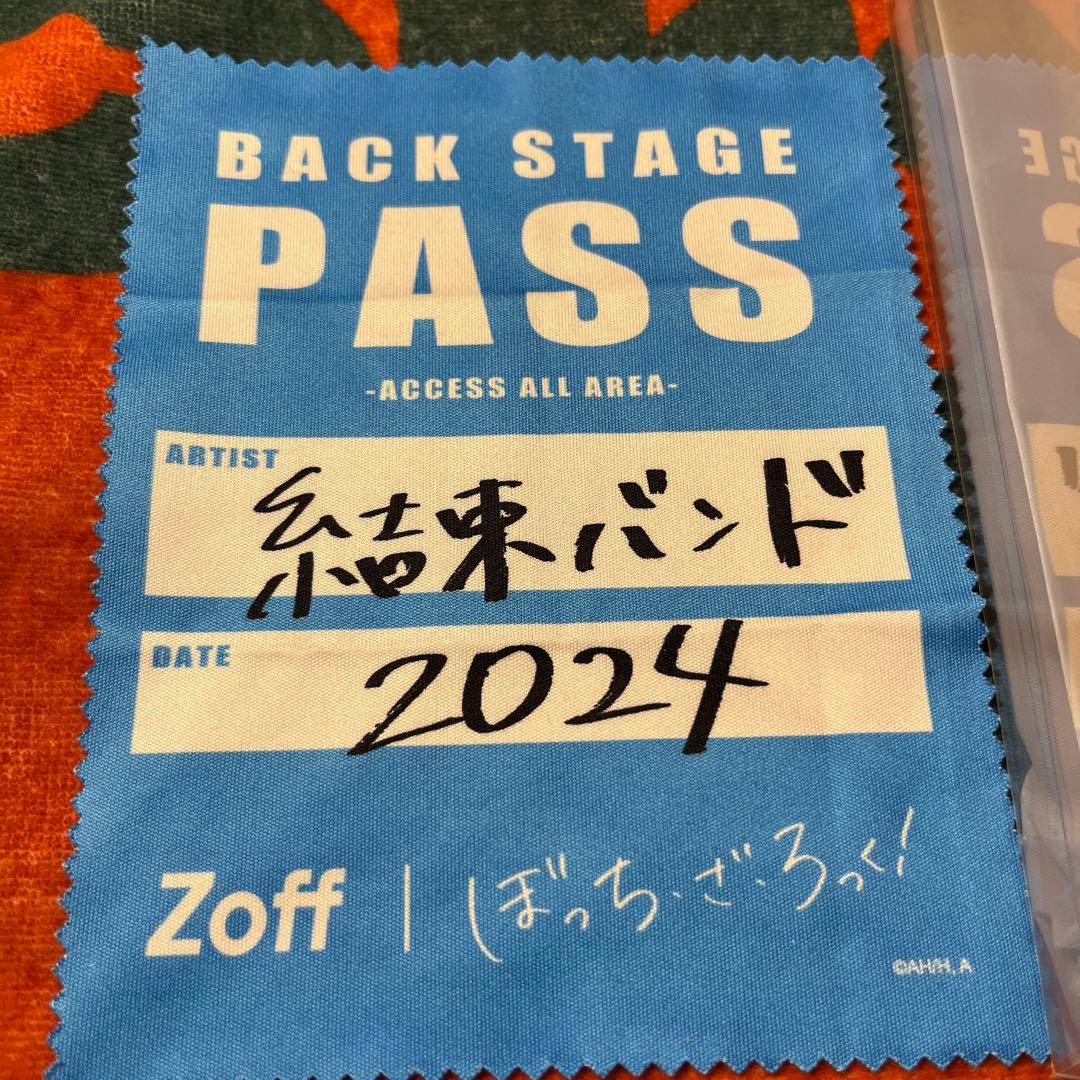 BACK STAGE
PASS
-ACCESS ALL AREA-
ARTIST
結束バンド
DATE
2024
Zoff | ぼっち・ざ・ろっく!
©AH/H, A